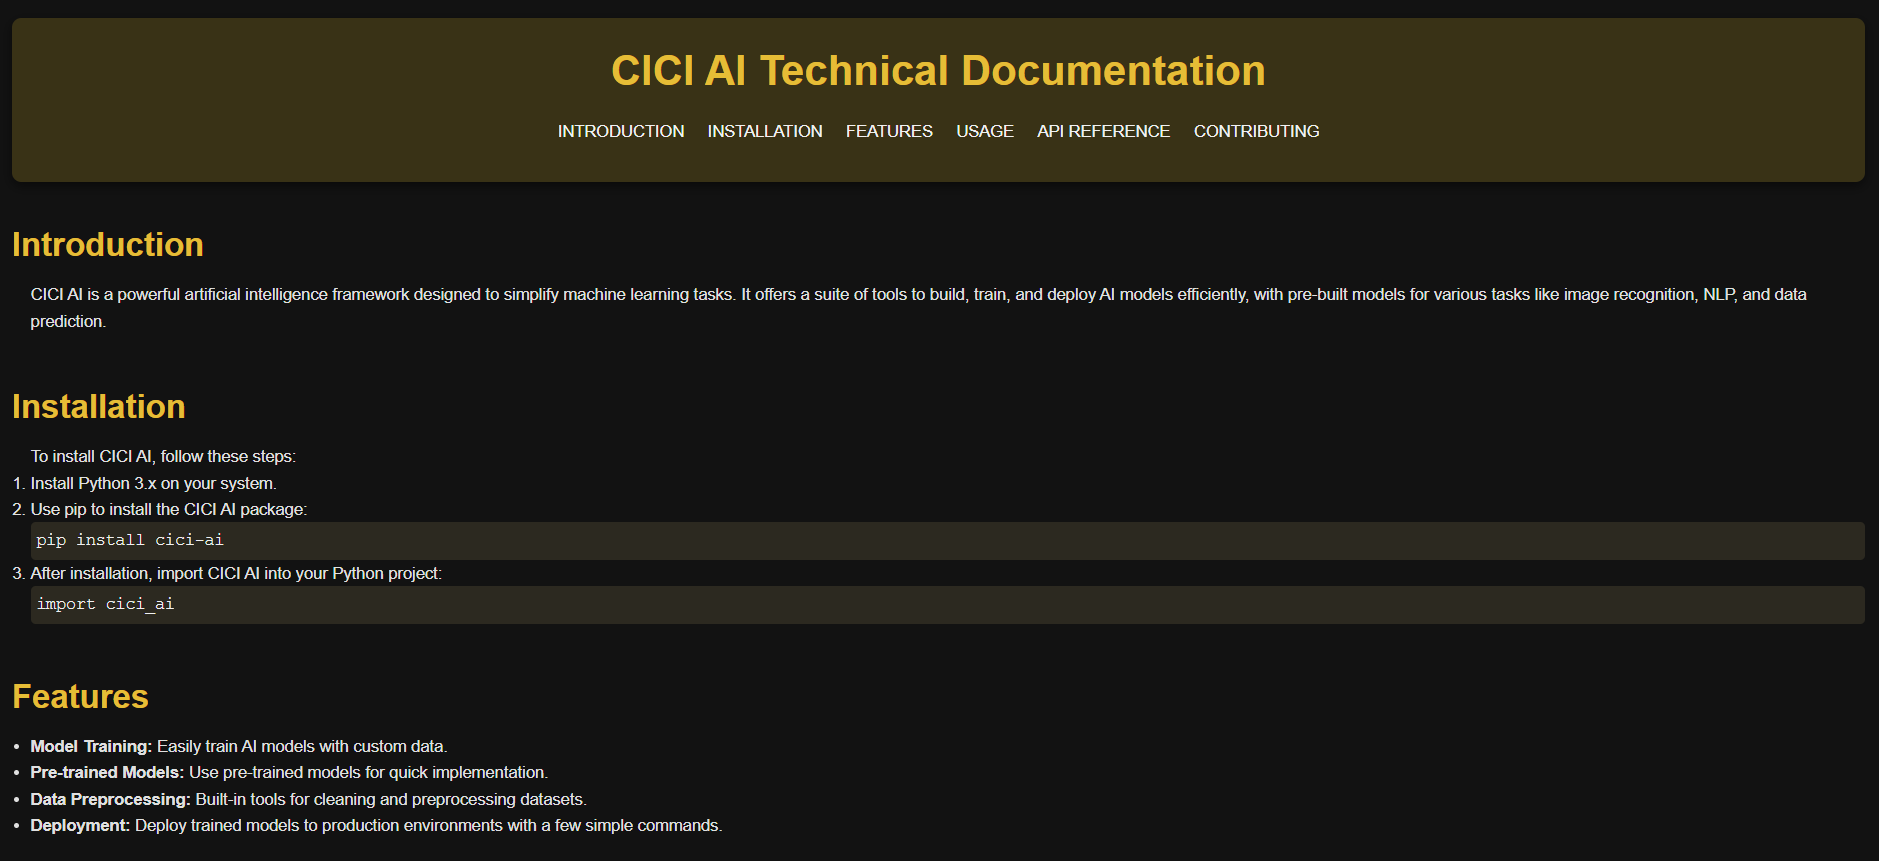 CICI AI Technical Documentation
INTRODUCTION INSTALLATION FEATURES USAGE API REFERENCE CONTRIBUTING
Introduction
CICI AI is a powerful artificial intelligence framework designed to simplify machine learning tasks. It offers a suite of tools to build, train, and deploy AI models efficiently, with pre-built models for various tasks like image recognition, NLP, and data
prediction.
Installation
To install CICI AI, follow these steps:
1. Install Python 3.x on your system.
2. Use pip to install the CICI AI package:
pip install cici-ai
3. After installation, import CICI AI into your Python project:
import cici_ai
Features
• Model Training: Easily train AI models with custom data.
• Pre-trained Models: Use pre-trained models for quick implementation.
• Data Preprocessing: Built-in tools for cleaning and preprocessing datasets.
• Deployment: Deploy trained models to production environments with a few simple commands.